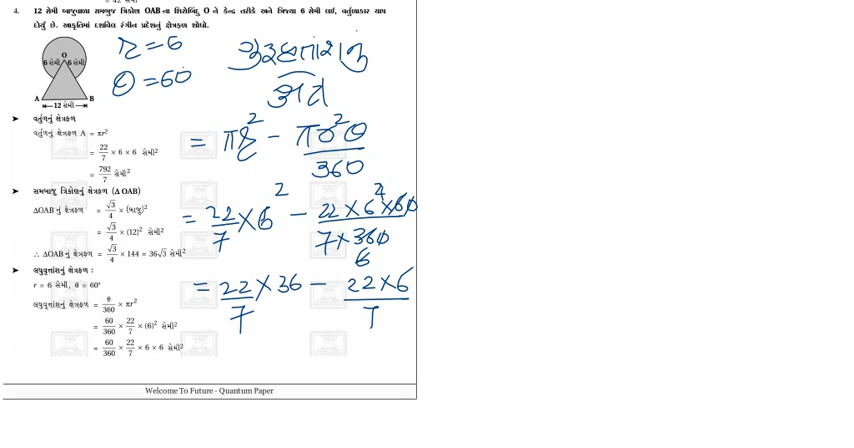 4. 12 સેમી બાજુવાળા સમબાજુ ત્રિકોણ OAB ના શિરોબિંદુ O ને કેન્દ્ર તરીકે અને ત્રિજ્યા 6 સેમી લઈ, વર્તુળાકાર ચાપ
દોર્યું છે. આકૃતિમાં દર્શાવેલ રંગીન પ્રદેશનું ક્ષેત્રફળ શોધો.
O
6 સેમી 6 સેમી
A B
12 સેમી
r = 6
θ = 60
ગુરુવૃતાંશનું
= πr² - πr²θ/360
= 22/7 × 6² - 22 × 6² × 60/7 × 360
6
= 22/7 × 36 - 22 × 6/7
➤ વર્તુળનું ક્ષેત્રફળ
વર્તુળનું ક્ષેત્રફળ A = πr²
= 22/7 × 6 × 6 સેમી²
= 792/7 સેમી²
➤ સમબાજુ ત્રિકોણનું ક્ષેત્રફળ (Δ OAB)
ΔOAB નું ક્ષેત્રફળ = √3/4 × (બાજુ)²
= √3/4 × (12)² સેમી²
∴ ΔOAB નું ક્ષેત્રફળ = √3/4 × 144 = 36√3 સેમી²
➤ લઘુવૃત્તાંશનું ક્ષેત્રફળ :
r = 6 સેમી, θ = 60°
લઘુવૃત્તાંશનું ક્ષેત્રફળ = θ/360 × πr²
= 60/360 × 22/7 × (6)² સેમી²
= 60/360 × 22/7 × 6 × 6 સેમી²
Welcome To Future - Quantum Paper